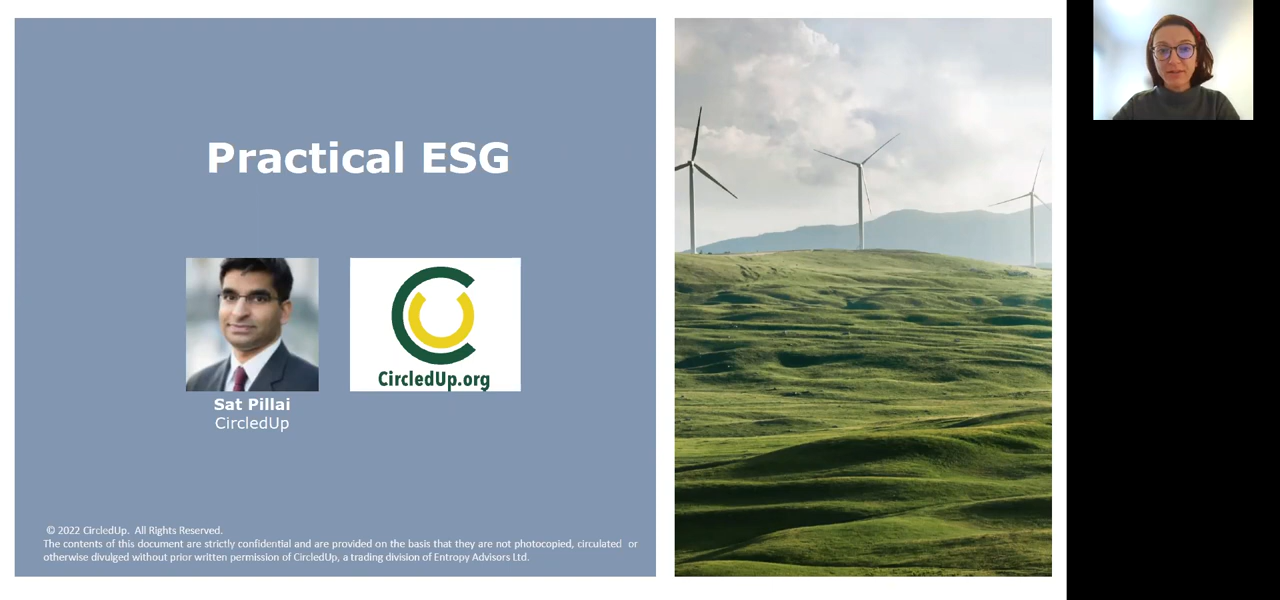 Practical ESG
CircledUp.org
Sat Pillai
CircledUp
© 2022 CircledUp. All Rights Reserved.
The contents of this document are strictly confidential and are provided on the basis that they are not photocopied, circulated or
otherwise divulged without prior written permission of CircledUp, a trading division of Entropy Advisors Ltd.